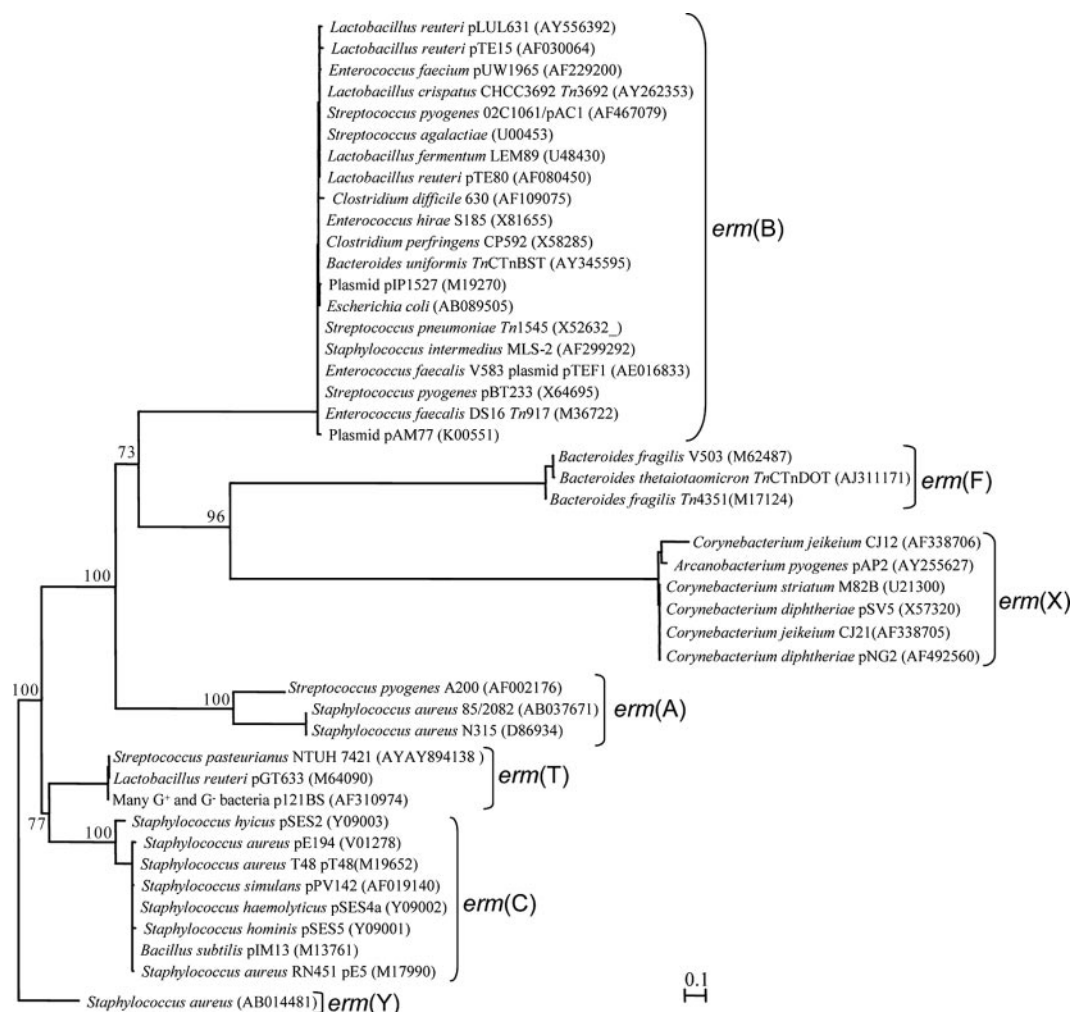 Lactobacillus reuteri pLUL631 (AY556392)
Lactobacillus reuteri pTE15 (AF030064)
Enterococcus faecium pUW1965 (AF229200)
Lactobacillus crispatus CHCC3692 Tn3692 (AY262353)
Streptococcus pyogenes 02C1061/pAC1 (AF467079)
Streptococcus agalactiae (U00453)
Lactobacillus fermentum LEM89 (U48430)
Lactobacillus reuteri pTE80 (AF080450)
Clostridium difficile 630 (AF109075)
Enterococcus hirae S185 (X81655)
Clostridium perfringens CP592 (X58285)
Bacteroides uniformis TnCTnBST (AY345595)
Plasmid pIP1527 (M19270)
Escherichia coli (AB089505)
Streptococcus pneumoniae Tn1545 (X52632_)
Staphylococcus intermedius MLS-2 (AF299292)
Enterococcus faecalis V583 plasmid pTEF1 (AE016833)
Streptococcus pyogenes pBT233 (X64695)
Enterococcus faecalis DS16 Tn917 (M36722)
Plasmid pAM77 (K00551)
erm(B)
73
Bacteroides fragilis V503 (M62487)
Bacteroides thetaiotaomicron TnCTnDOT (AJ311171)
Bacteroides fragilis Tn4351(M17124)
erm(F)
96
Corynebacterium jeikeium CJ12 (AF338706)
Arcanobacterium pyogenes pAP2 (AY255627)
Corynebacterium striatum M82B (U21300)
Corynebacterium diphtheriae pSV5 (X57320)
Corynebacterium jeikeium CJ21(AF338705)
Corynebacterium diphtheriae pNG2 (AF492560)
erm(X)
100
Streptococcus pyogenes A200 (AF002176)
Staphylococcus aureus 85/2082 (AB037671)
Staphylococcus aureus N315 (D86934)
erm(A)
100
100
Streptococcus pasteurianus NTUH 7421 (AYAY894138 )
Lactobacillus reuteri pGT633 (M64090)
Many G⁺ and G⁻ bacteria p121BS (AF310974)
erm(T)
77
100
Staphylococcus hyicus pSES2 (Y09003)
Staphylococcus aureus pE194 (V01278)
Staphylococcus aureus T48 pT48(M19652)
Staphylococcus simulans pPV142 (AF019140)
Staphylococcus haemolyticus pSES4a (Y09002)
Staphylococcus hominis pSES5 (Y09001)
Bacillus subtilis pIM13 (M13761)
Staphylococcus aureus RN451 pE5 (M17990)
erm(C)
Staphylococcus aureus (AB014481)
erm(Y)
0.1